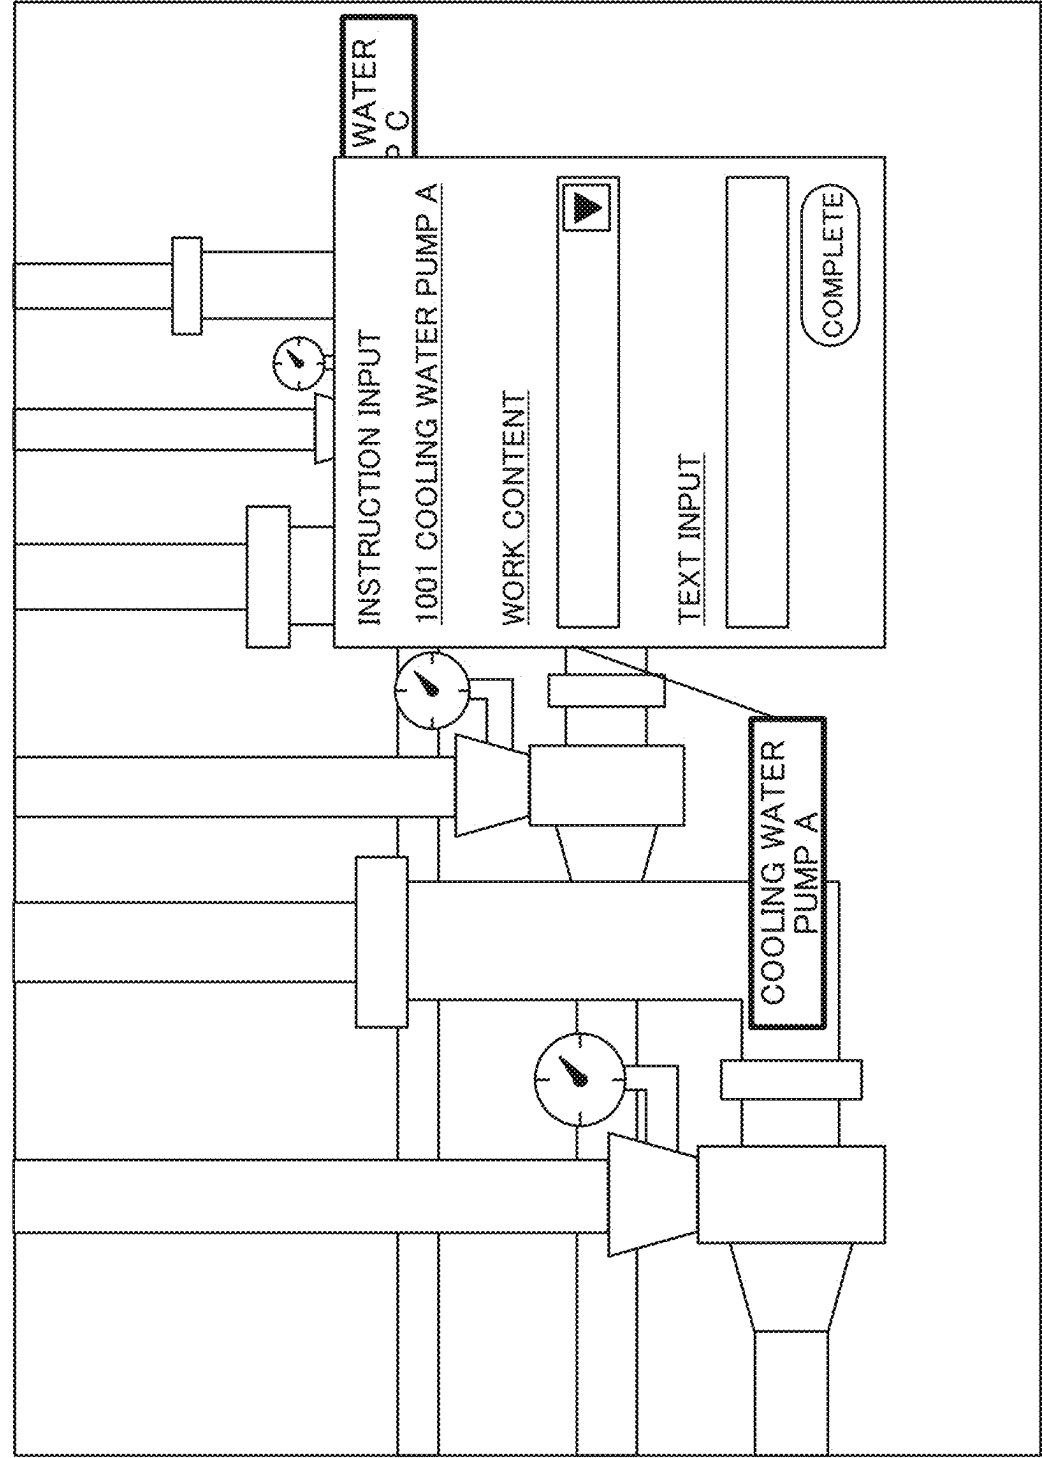 WATER
P C
INSTRUCTION INPUT
1001 COOLING WATER PUMP A
WORK CONTENT
TEXT INPUT
COMPLETE
COOLING WATER
PUMP A